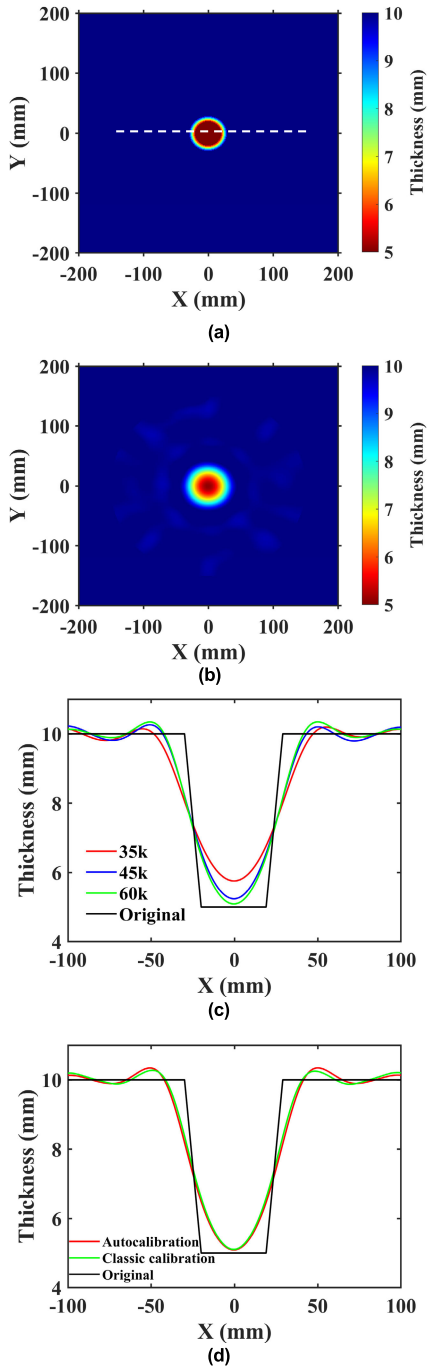 200
100
0
-100
-200
Y (mm)
-200 -100 0 100 200
X (mm)
10
9
8
7
6
5
Thickness (mm)
(a)
200
100
0
-100
-200
Y (mm)
-200 -100 0 100 200
X (mm)
10
9
8
7
6
5
Thickness (mm)
(b)
10
8
6
4
Thickness (mm)
35k
45k
60k
Original
-100 -50 0 50 100
X (mm)
(c)
10
8
6
4
Thickness (mm)
Autocalibration
Classic calibration
Original
-100 -50 0 50 100
X (mm)
(d)